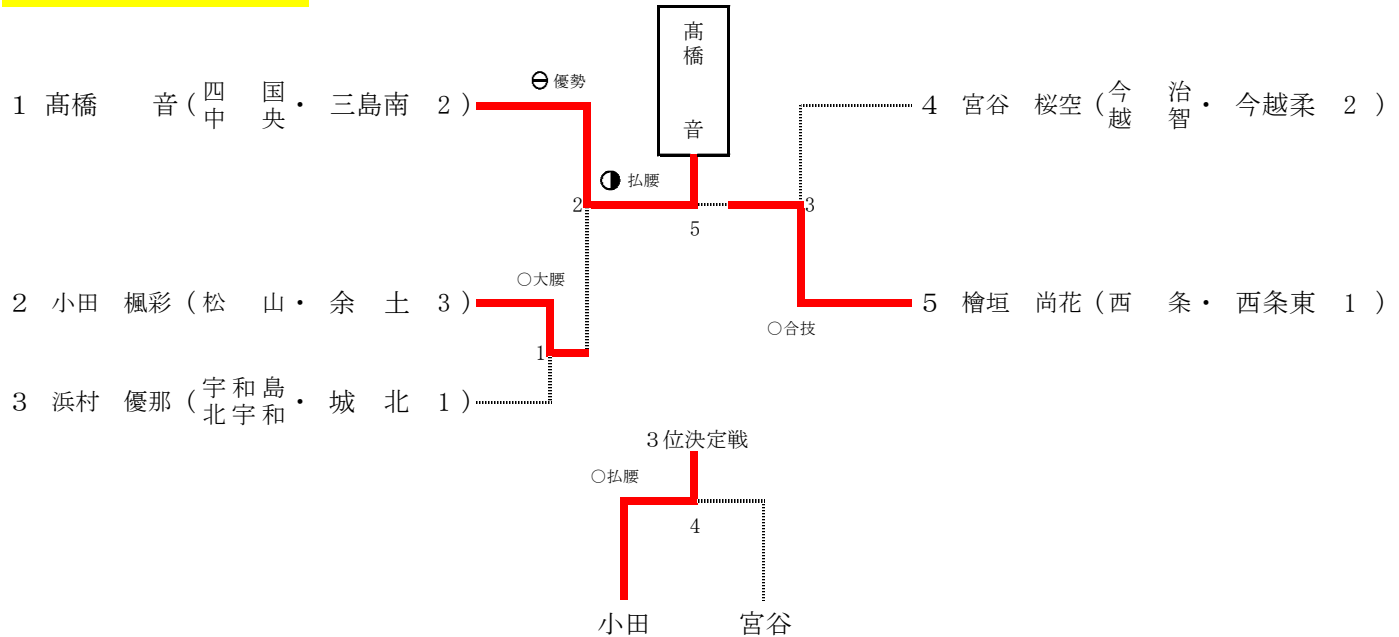 髙橋 音
⊖ 優勢
1 髙橋 音 (四国中央・ 三島南 2 )
4 宮谷 桜空 (今治越智・ 今越柔 2 )
◑ 払腰
2
3
5
○大腰
2 小田 楓彩 (松 山・ 余 土 3 )
5 檜垣 尚花 (西 条・ 西条東 1 )
○合技
1
3 浜村 優那 (宇和島北宇和・ 城 北 1 )
3位決定戦
○払腰
4
小田 宮谷